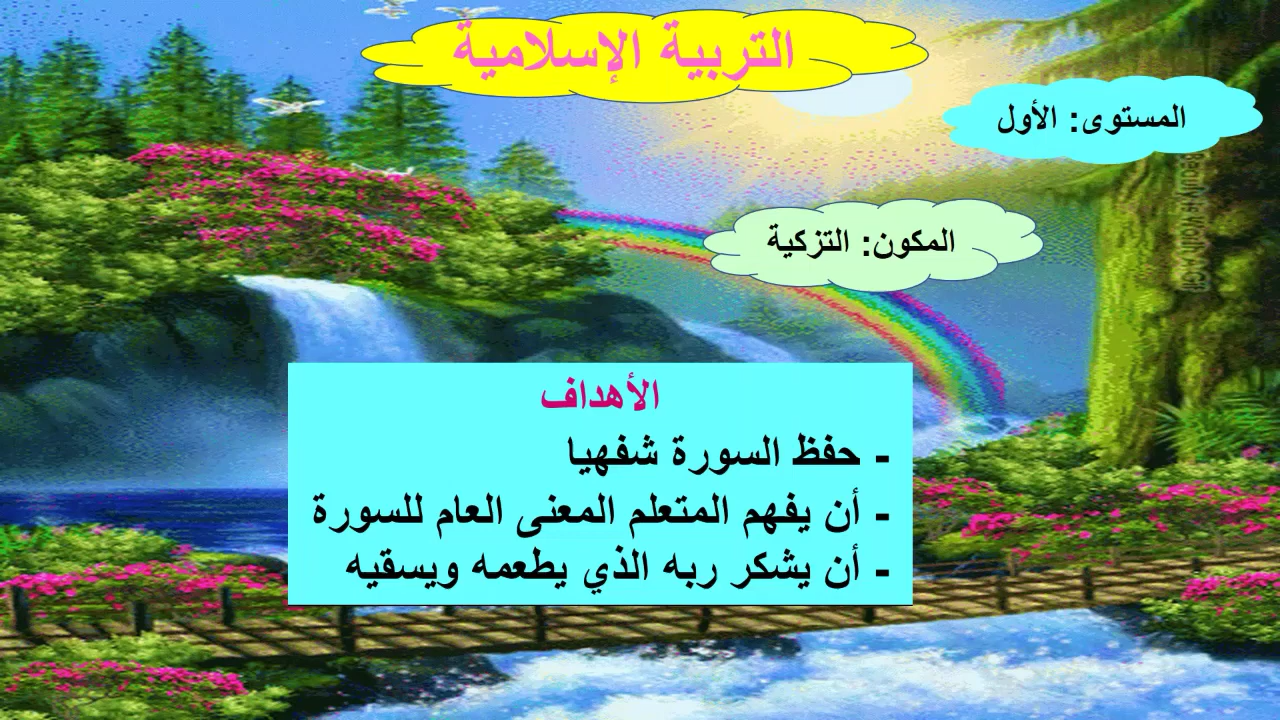 التربية الإسلامية
المستوى: الأول
المكون: التزكية
الأهداف
- حفظ السورة شفهيا
- أن يفهم المتعلم المعنى العام للسورة
- أن يشكر ربه الذي يطعمه ويسقيه